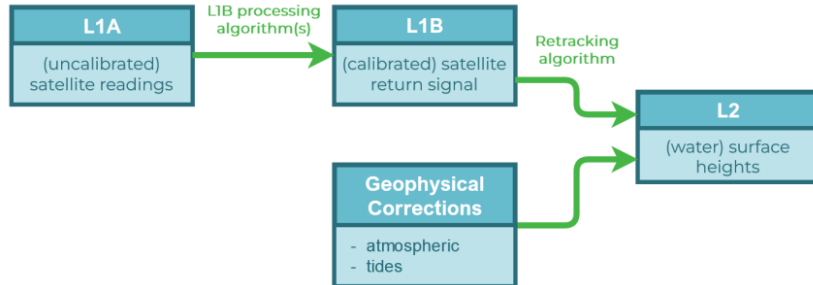 L1A
(uncalibrated)
satellite readings
L1B processing
algorithm(s)
L1B
(calibrated) satellite
return signal
Retracking
algorithm
L2
(water) surface
heights
Geophysical
Corrections
- atmospheric
- tides